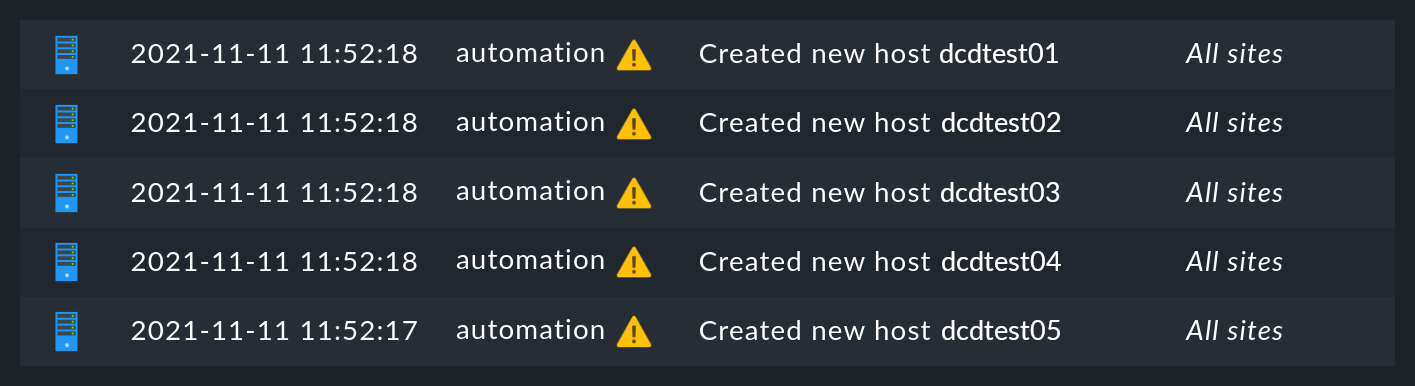 2021-11-11 11:52:18 automation Created new host dcdtest01 All sites
2021-11-11 11:52:18 automation Created new host dcdtest02 All sites
2021-11-11 11:52:18 automation Created new host dcdtest03 All sites
2021-11-11 11:52:18 automation Created new host dcdtest04 All sites
2021-11-11 11:52:17 automation Created new host dcdtest05 All sites